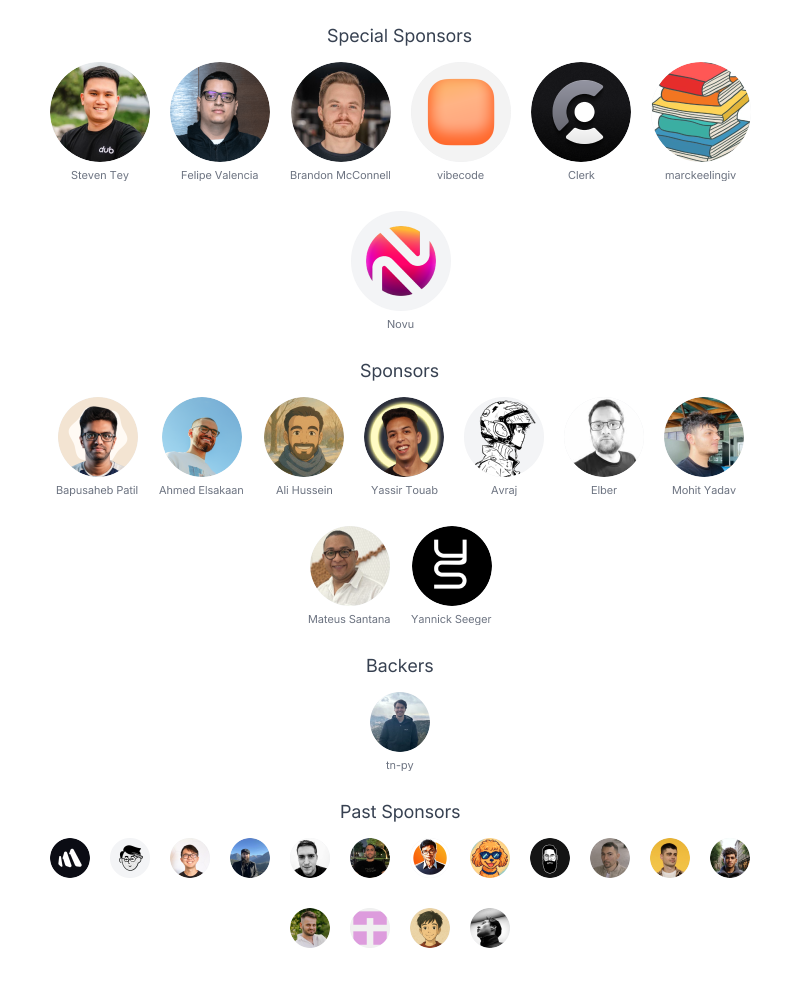 Special Sponsors
dub
Steven Tey
Felipe Valencia
Brandon McConnell
vibecode
Clerk
marckeelingiv
Novu
Sponsors
Bapusaheb Patil
Ahmed Elsakaan
Ali Hussein
Yassir Touab
Avraj
Elber
Mohit Yadav
Mateus Santana
Yannick Seeger
Backers
tn-py
Past Sponsors